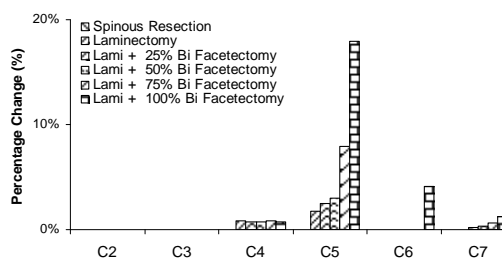 20%
Spinous Resection
Laminectomy
Lami + 25% Bi Facetectomy
Lami + 50% Bi Facetectomy
Lami + 75% Bi Facetectomy
Lami + 100% Bi Facetectomy
Percentage Change (%)
10%
0%
C2 C3 C4 C5 C6 C7